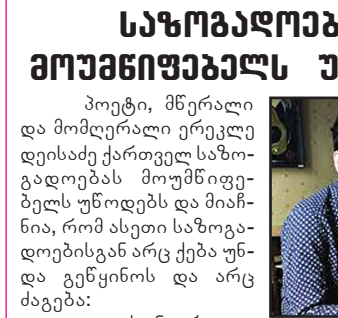 საზოგადოებ
მოუმწიფებელს უ
პოეტი, მწერალი
და მომღერალი ერეკლე
დეისაძე ქართველ საზო-
გადოებას მოუმწიფე-
ბელს უწოდებს და მიაჩ-
ნია, რომ ასეთი საზოგა-
დოებისგან არც ქება უნ-
და გეწყინოს და არც
ძაგება: